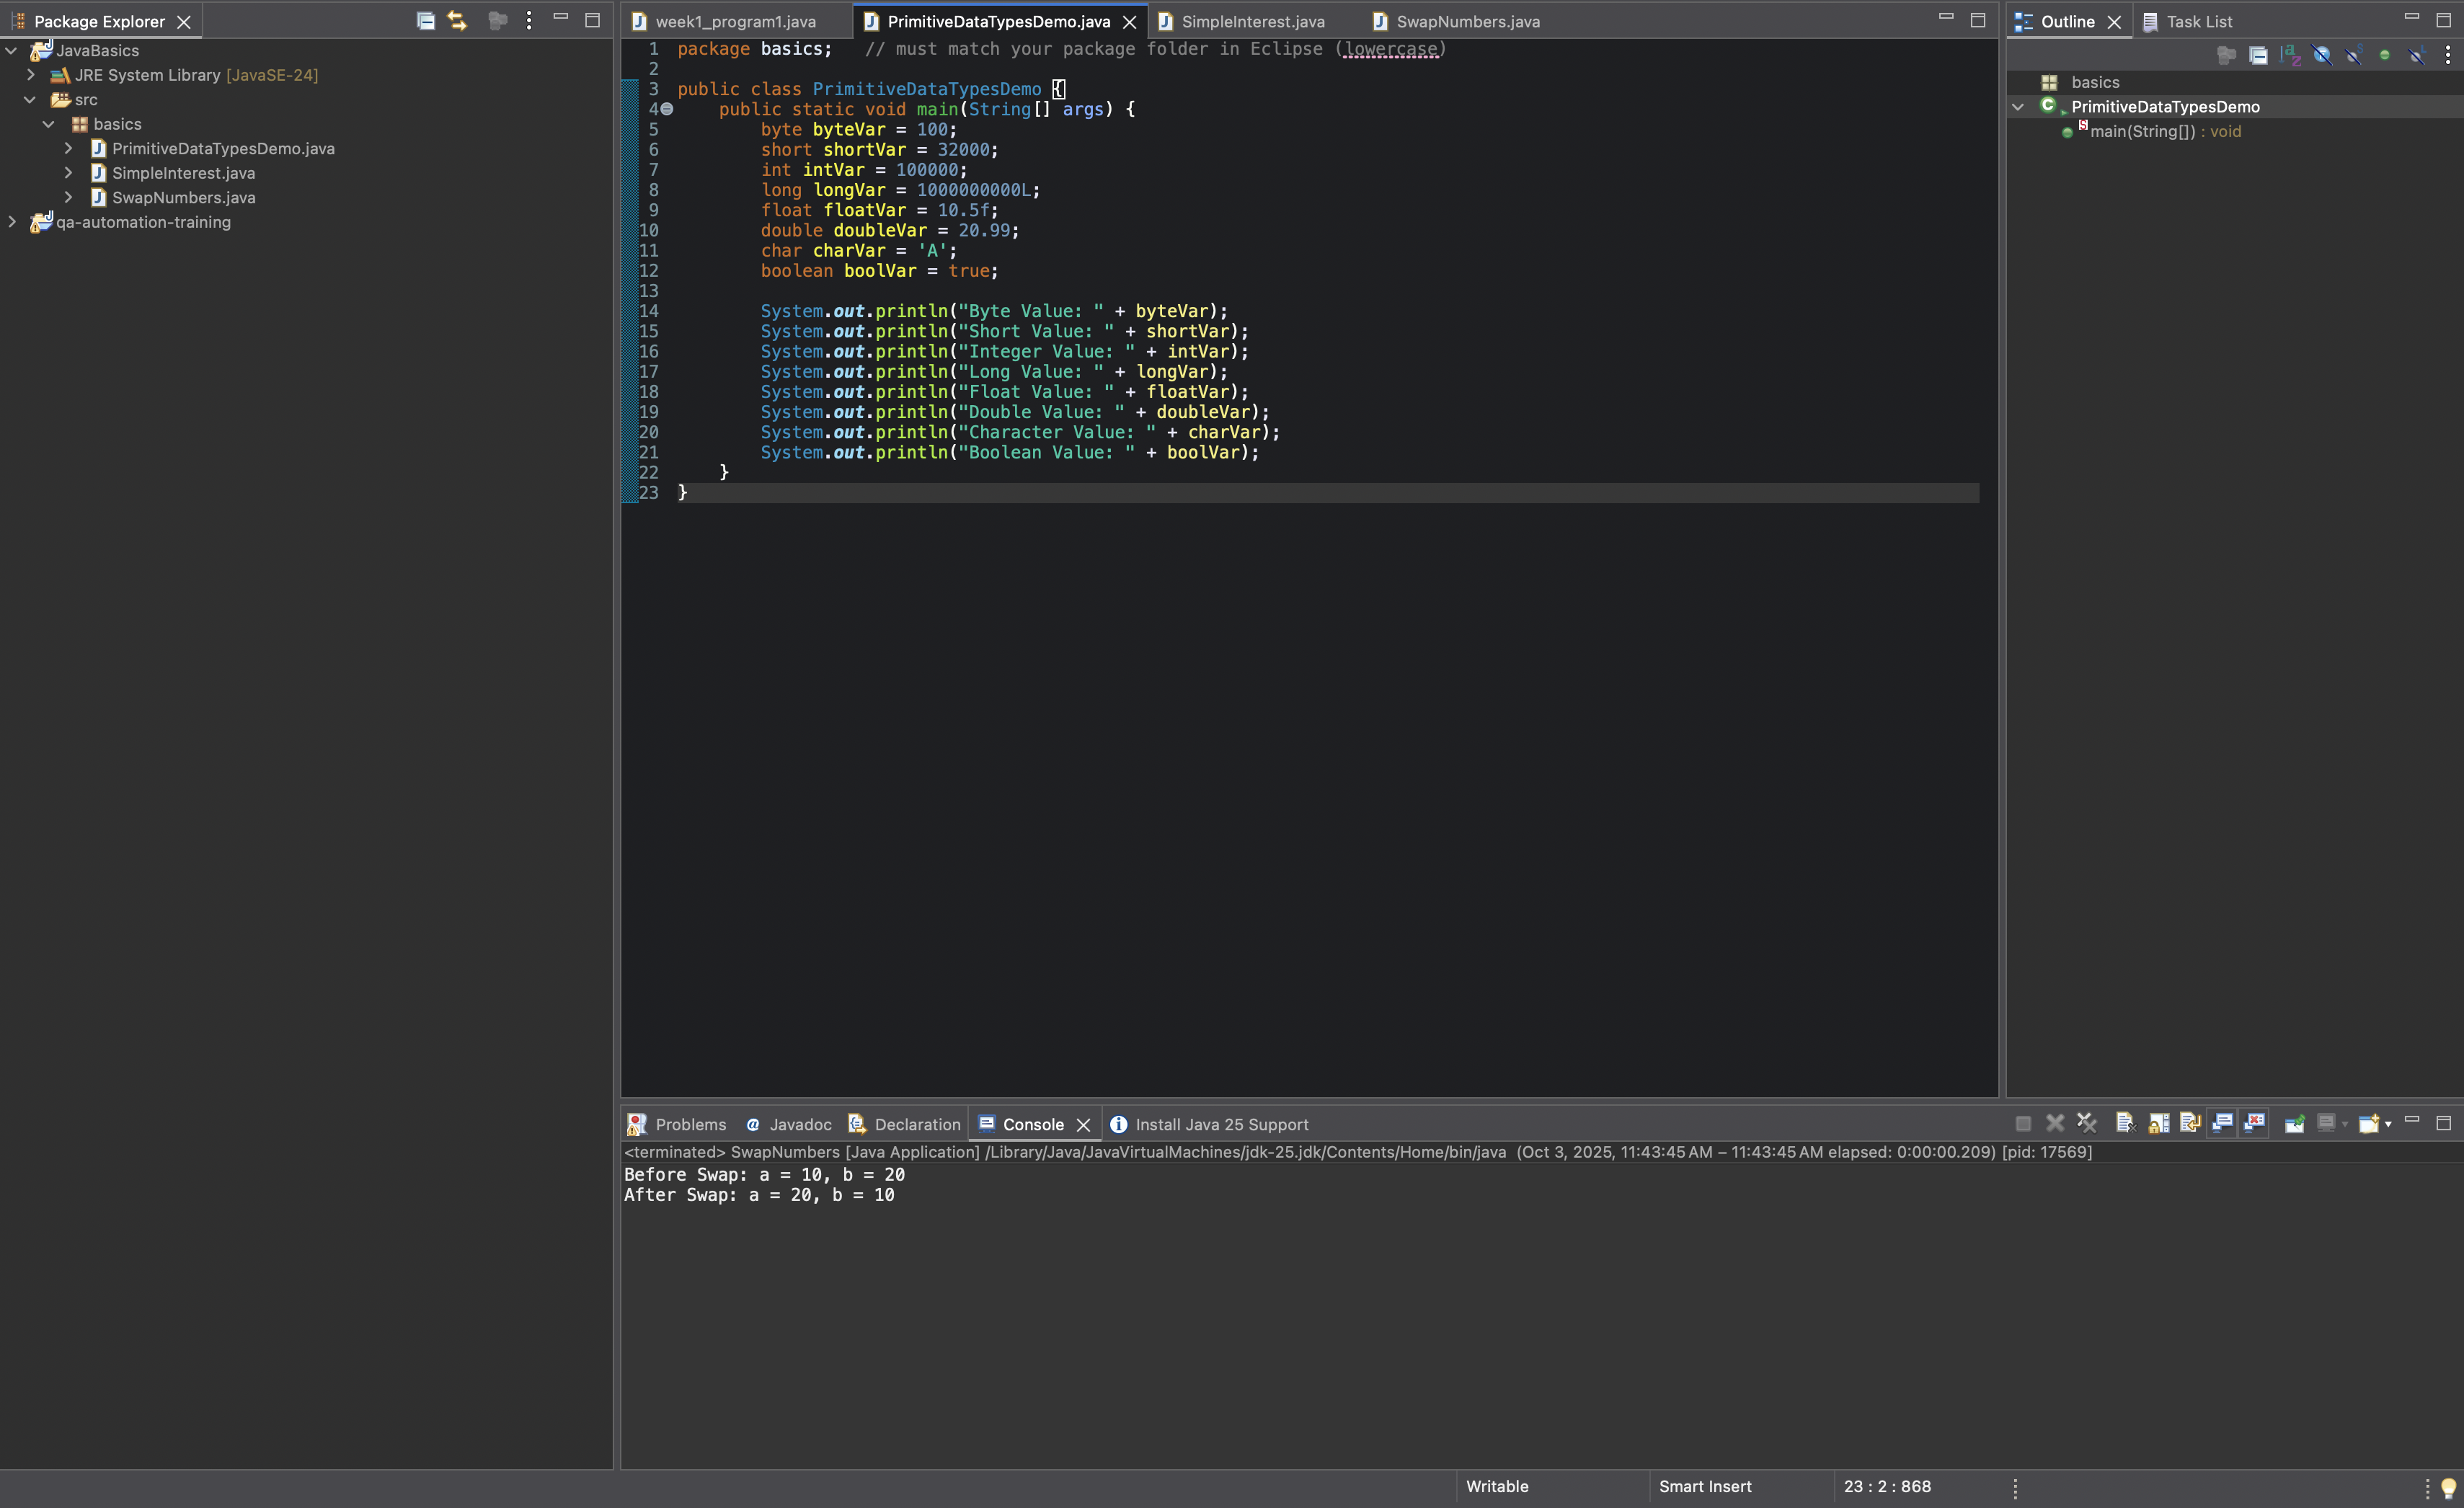 Package Explorer
JavaBasics
JRE System Library [JavaSE-24]
src
basics
PrimitiveDataTypesDemo.java
SimpleInterest.java
SwapNumbers.java
qa-automation-training
week1_program1.java
PrimitiveDataTypesDemo.java
SimpleInterest.java
SwapNumbers.java
1 package basics;   // must match your package folder in Eclipse (lowercase)
2
3 public class PrimitiveDataTypesDemo {
4     public static void main(String[] args) {
5         byte byteVar = 100;
6         short shortVar = 32000;
7         int intVar = 100000;
8         long longVar = 1000000000L;
9         float floatVar = 10.5f;
10         double doubleVar = 20.99;
11         char charVar = 'A';
12         boolean boolVar = true;
13
14         System.out.println("Byte Value: " + byteVar);
15         System.out.println("Short Value: " + shortVar);
16         System.out.println("Integer Value: " + intVar);
17         System.out.println("Long Value: " + longVar);
18         System.out.println("Float Value: " + floatVar);
19         System.out.println("Double Value: " + doubleVar);
20         System.out.println("Character Value: " + charVar);
21         System.out.println("Boolean Value: " + boolVar);
22     }
23 }
Outline
Task List
basics
PrimitiveDataTypesDemo
main(String[]) : void
Problems
Javadoc
Declaration
Console
Install Java 25 Support
<terminated> SwapNumbers [Java Application] /Library/Java/JavaVirtualMachines/jdk-25.jdk/Contents/Home/bin/java (Oct 3, 2025, 11:43:45 AM – 11:43:45 AM elapsed: 0:00:00.209) [pid: 17569]
Before Swap: a = 10, b = 20
After Swap: a = 20, b = 10
Writable
Smart Insert
23 : 2 : 868